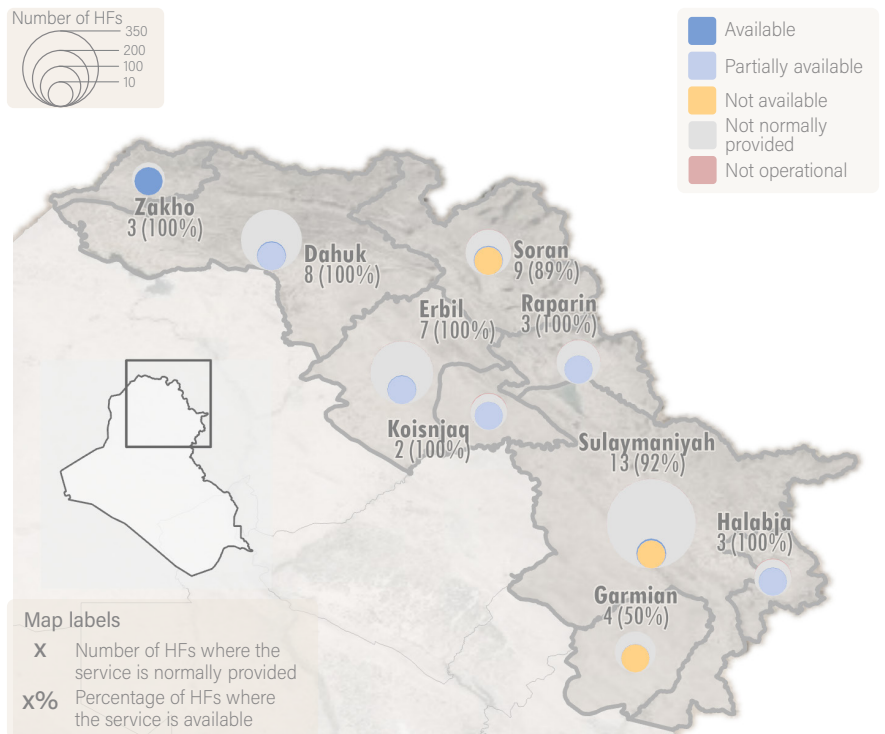 Number of HFs
350
200
100
10
Available
Partially available
Not available
Not normally
provided
Not operational
Zakho
3 (100%)
Dahuk
8 (100%)
Soran
9 (89%)
Erbil
7 (100%)
Raparin
3 (100%)
Koisnjaq
2 (100%)
Sulaymaniyah
13 (92%)
Halabja
3 (100%)
Garmian
4 (50%)
Map labels
x Number of HFs where the
service is normally provided
x% Percentage of HFs where
the service is available